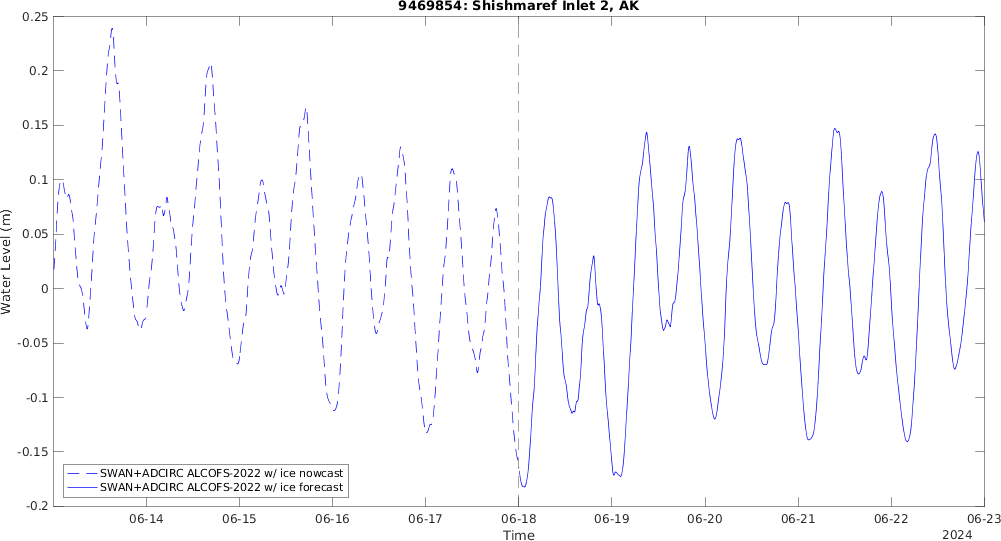 9469854: Shishmaref Inlet 2, AK
Water Level (m)
0.25
0.2
0.15
0.1
0.05
0
-0.05
-0.1
-0.15
-0.2
SWAN+ADCIRC ALCOFS-2022 w/ ice nowcast
SWAN+ADCIRC ALCOFS-2022 w/ ice forecast
06-14 06-15 06-16 06-17 06-18 06-19 06-20 06-21 06-22 06-23
Time
2024